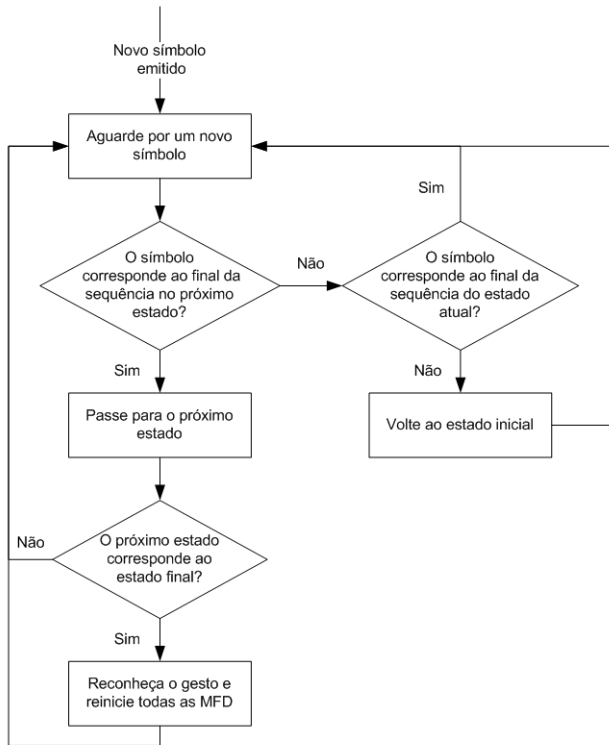 Novo símbolo
emitido
Aguarde por um novo
símbolo
Sim
O símbolo
corresponde ao final da
sequência no próximo
estado?
Não
O símbolo
corresponde ao final da
sequência do estado
atual?
Sim
Não
Passe para o próximo
estado
Volte ao estado inicial
Não
O próximo estado
corresponde ao
estado final?
Sim
Reconheça o gesto e
reinicie todas as MFD